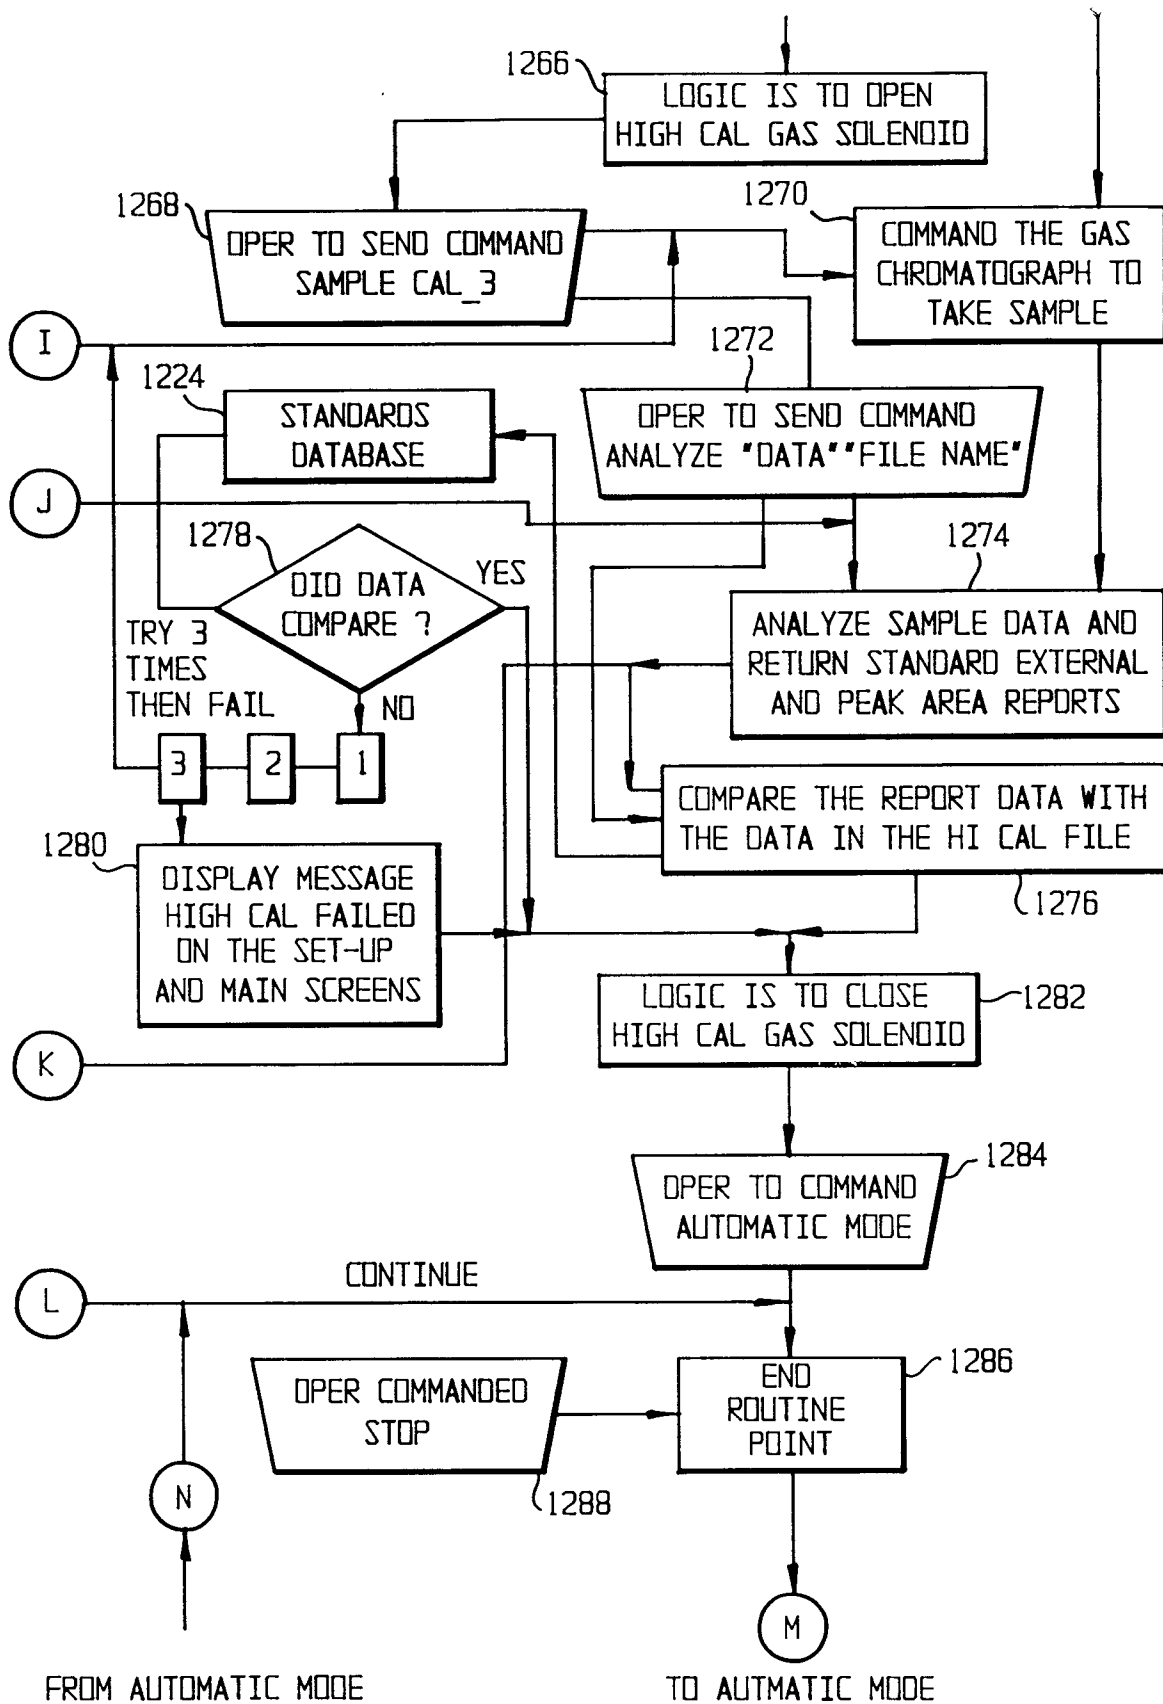 1266
LOGIC IS TO OPEN
HIGH CAL GAS SOLENOID
1268
OPER TO SEND COMMAND
SAMPLE CAL_3
1270
COMMAND THE GAS
CHROMATOGRAPH TO
TAKE SAMPLE
I
1272
OPER TO SEND COMMAND
ANALYZE "DATA" "FILE NAME"
1224
STANDARDS
DATABASE
J
1278
DID DATA
COMPARE ?
YES
NO
TRY 3
TIMES
THEN FAIL
3
2
1
1274
ANALYZE SAMPLE DATA AND
RETURN STANDARD EXTERNAL
AND PEAK AREA REPORTS
COMPARE THE REPORT DATA WITH
THE DATA IN THE HI CAL FILE
1276
1280
DISPLAY MESSAGE
HIGH CAL FAILED
ON THE SET-UP
AND MAIN SCREENS
LOGIC IS TO CLOSE
HIGH CAL GAS SOLENOID
1282
K
1284
OPER TO COMMAND
AUTOMATIC MODE
L
CONTINUE
OPER COMMANDED
STOP
1288
END
ROUTINE
POINT
1286
N
M
FROM AUTOMATIC MODE
TO AUTMATIC MODE